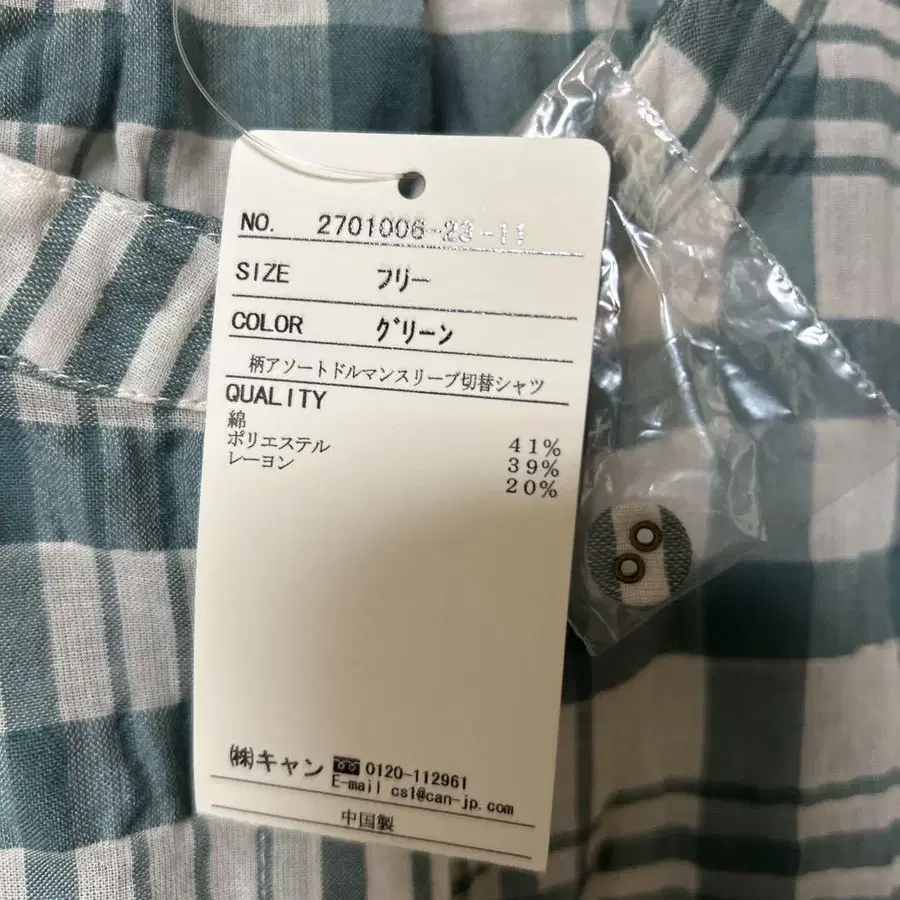 NO. 2701006-23-11
SIZE フリー
COLOR グリーン
柄アソートドルマンスリーブ切替シャツ
QUALITY
綿 41%
ポリエステル 39%
レーヨン 20%
㈱キャン 0120-112961
E-mail cs1@can-jp.com
中国製